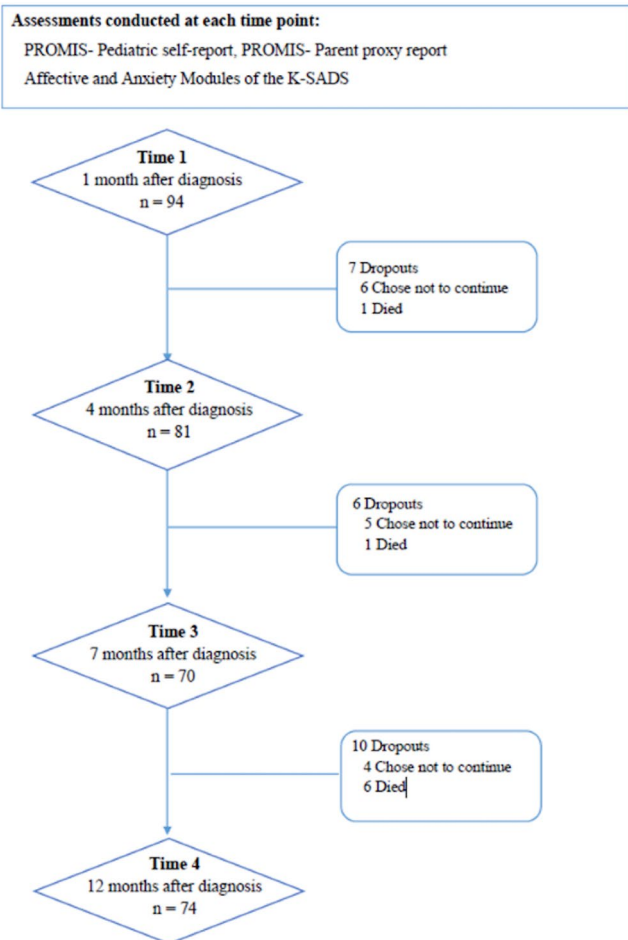 Assessments conducted at each time point:
PROMIS- Pediatric self-report, PROMIS- Parent proxy report
Affective and Anxiety Modules of the K-SADS
Time 1
1 month after diagnosis
n = 94
7 Dropouts
6 Chose not to continue
1 Died
Time 2
4 months after diagnosis
n = 81
6 Dropouts
5 Chose not to continue
1 Died
Time 3
7 months after diagnosis
n = 70
10 Dropouts
4 Chose not to continue
6 Died
Time 4
12 months after diagnosis
n = 74